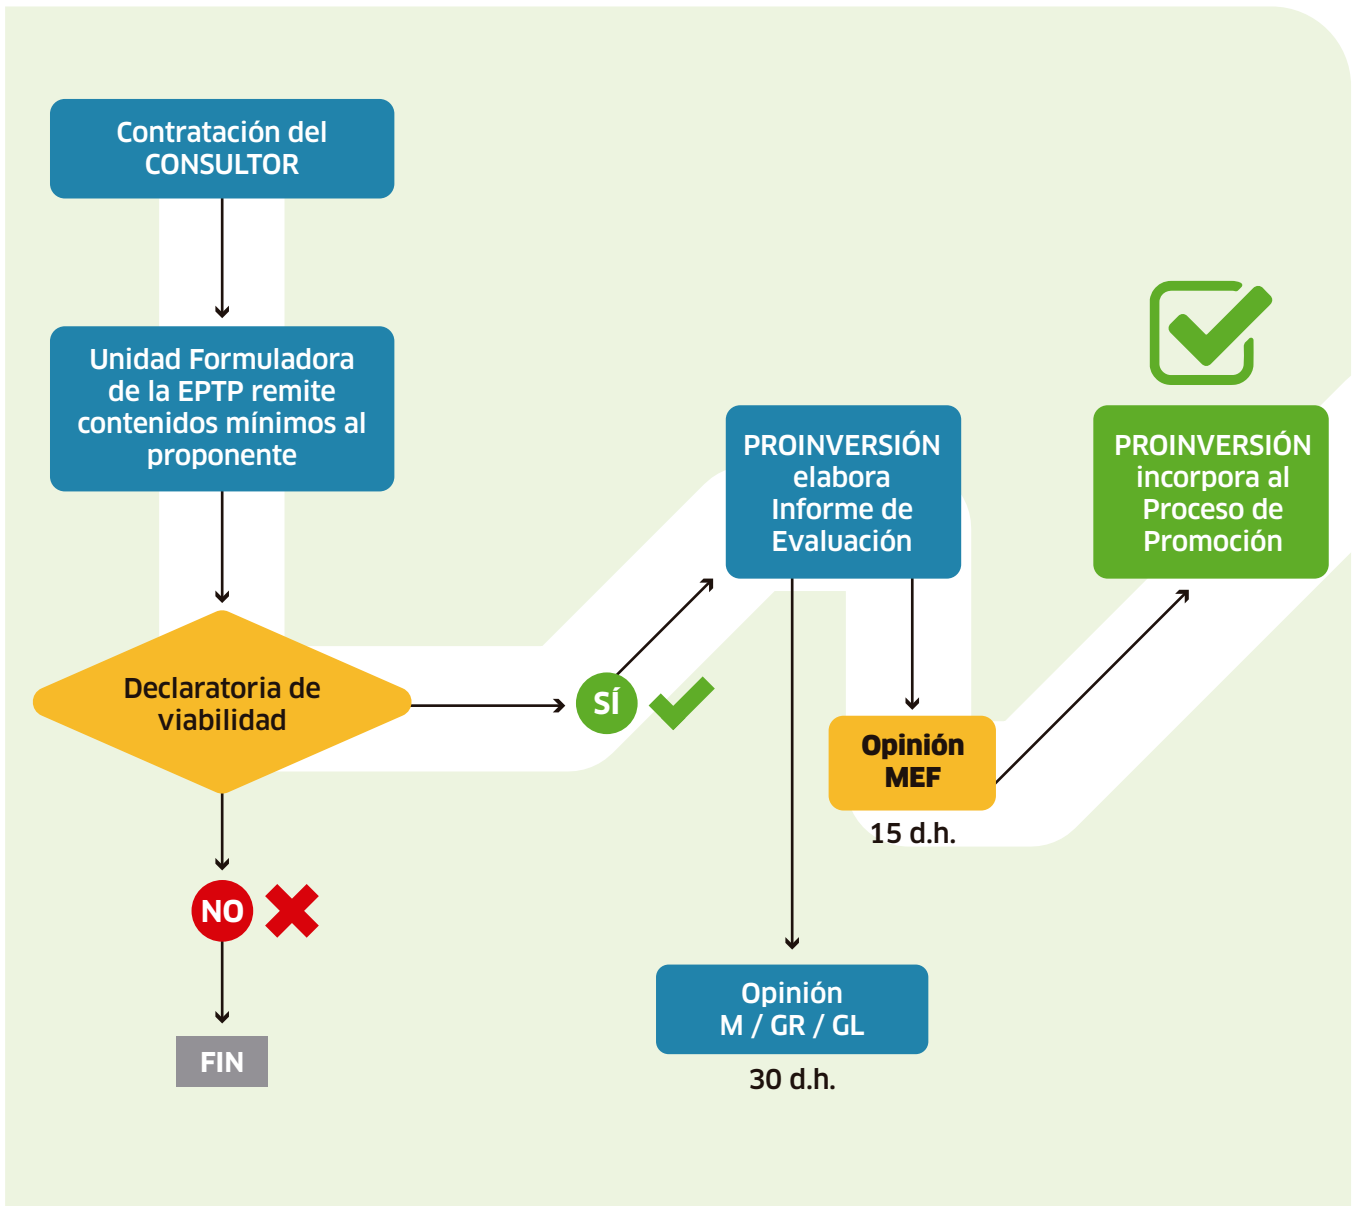 Contratación del
CONSULTOR
Unidad Formuladora
de la EPTP remite
contenidos mínimos al
proponente
Declaratoria de
viabilidad
NO
FIN
SÍ
PROINVERSIÓN
elabora
Informe de
Evaluación
Opinión
MEF
15 d.h.
Opinión
M / GR / GL
30 d.h.
PROINVERSIÓN
incorpora al
Proceso de
Promoción